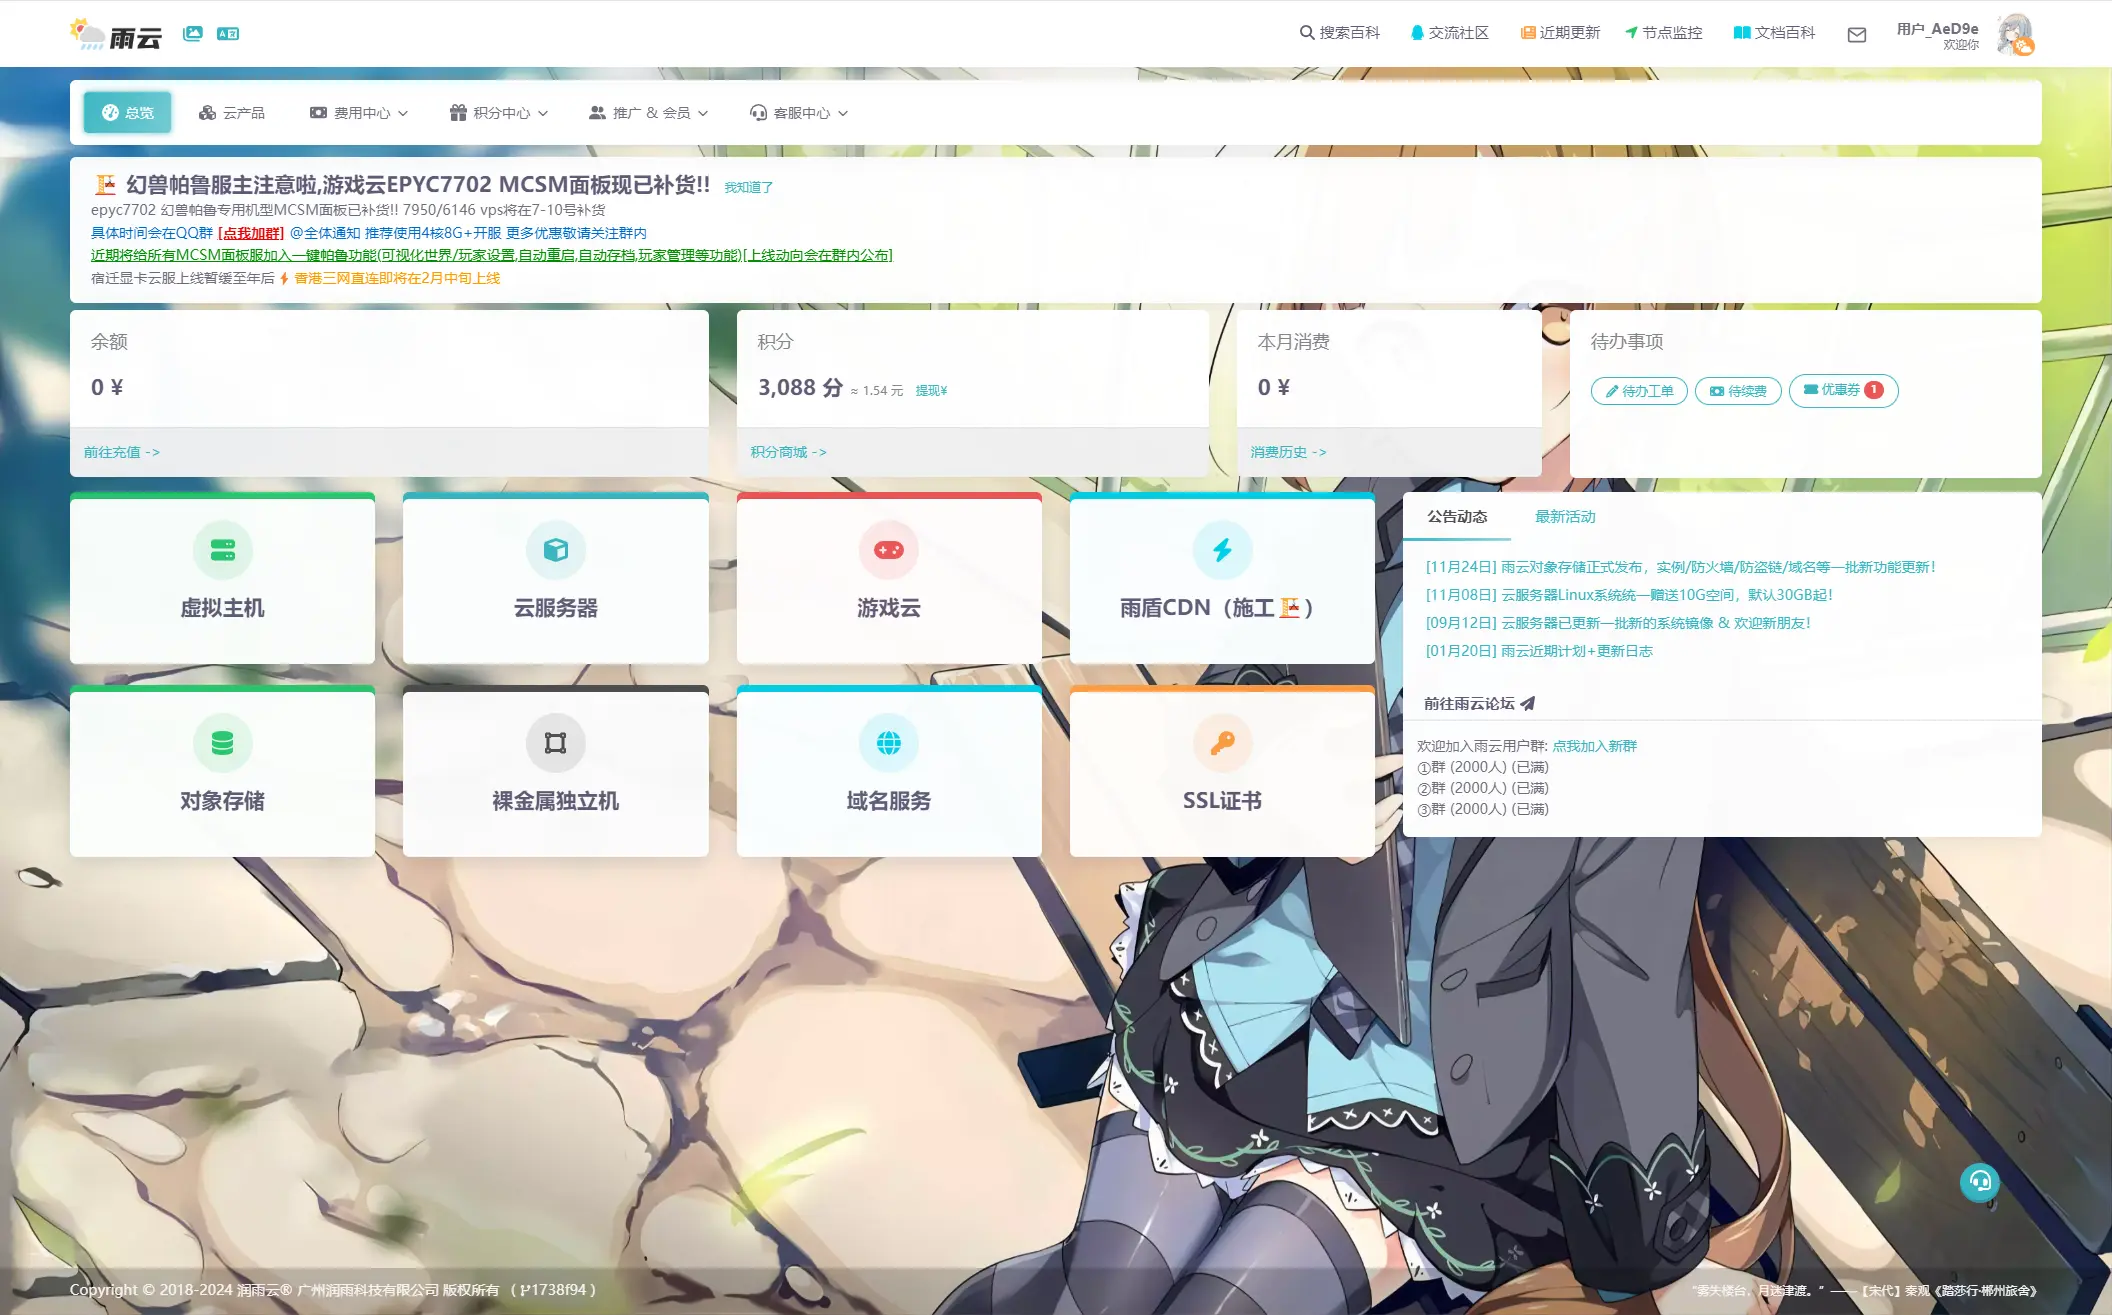 雨云
搜索百科 交流社区 近期更新 节点监控 文档百科 用户_AeD9e
欢迎你
总览 云产品 费用中心 积分中心 推广 & 会员 客服中心
幻兽帕鲁服主注意啦,游戏云EPYC7702 MCSM面板现已补货!! 我知道了
epyc7702 幻兽帕鲁专用机型MCSM面板已补货!! 7950/6146 vps将在7-10号补货
具体时间会在QQ群 [点我加群] @全体通知 推荐使用4核8G+开服 更多优惠敬请关注群内
近期将给所有MCSM面板服加入一键帕鲁功能(可视化世界/玩家设置,自动重启,自动存档,玩家管理等功能)[上线动向会在群内公布]
宿迁显卡云服上线暂缓至年后 香港三网直连即将在2月中旬上线
余额
0 ¥
前往充值 ->
积分
3,088 分 ≈ 1.54 元 提现¥
积分商城 ->
本月消费
0 ¥
消费历史 ->
待办事项
待办工单 待续费 优惠券 1
虚拟主机
云服务器
游戏云
雨盾CDN（施工🏗️）
对象存储
裸金属独立机
域名服务
SSL证书
公告动态 最新活动
[11月24日] 雨云对象存储正式发布，实例/防火墙/防盗链/域名等一批新功能更新！
[11月08日] 云服务器Linux系统统一赠送10G空间，默认30GB起！
[09月12日] 云服务器已更新一批新的系统镜像 & 欢迎新朋友！
[01月20日] 雨云近期计划+更新日志
前往雨云论坛
欢迎加入雨云用户群: 点我加入新群
①群 (2000人) (已满)
②群 (2000人) (已满)
③群 (2000人) (已满)
Copyright © 2018-2024 润雨云® 广州润雨科技有限公司 版权所有 （ 1738f94 ）
“雾失楼台，月迷津渡。” ——【宋代】秦观《踏莎行·郴州旅舍》